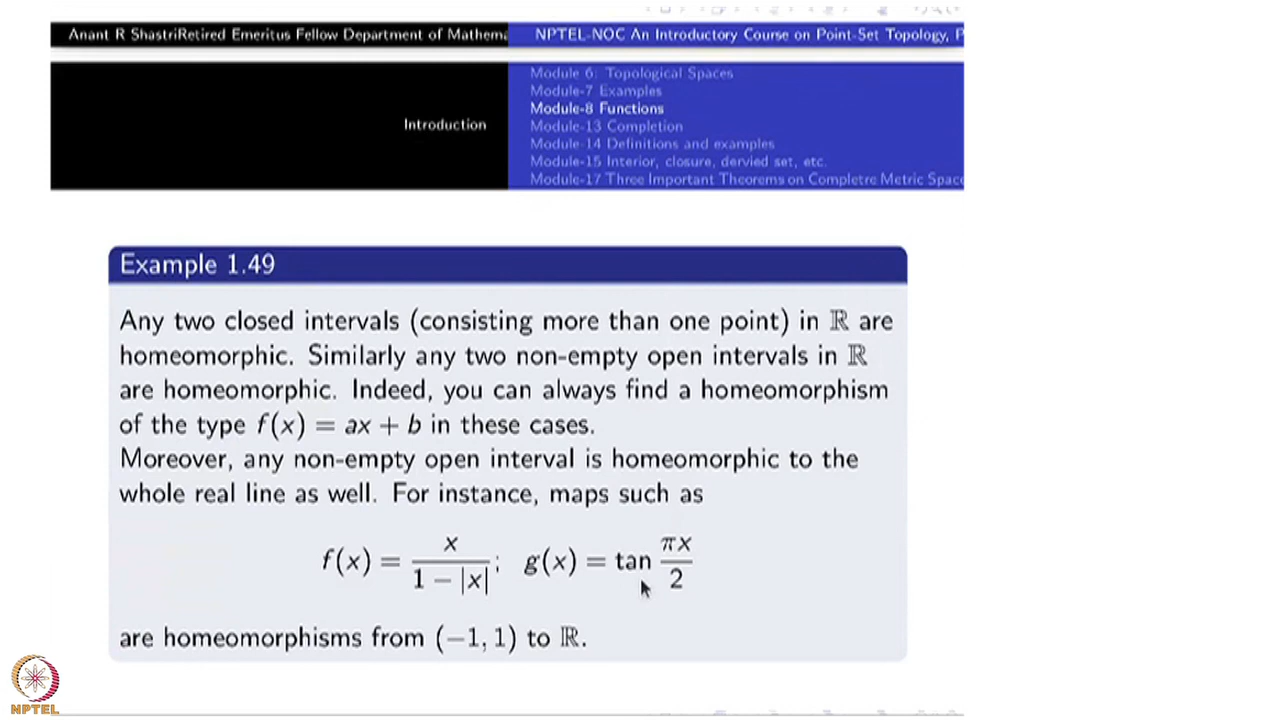 Anant R ShastriRetired Emeritus Fellow Department of Mathema
NPTEL-NOC An Introductory Course on Point-Set Topology, P
Introduction
Module 6: Topological Spaces
Module-7 Examples
Module-8 Functions
Module-13 Completion
Module-14 Definitions and examples
Module-15 Interior, closure, dervied set, etc.
Module-17 Three Important Theorems on Completre Metric Space
Example 1.49
Any two closed intervals (consisting more than one point) in ℝ are
homeomorphic. Similarly any two non-empty open intervals in ℝ
are homeomorphic. Indeed, you can always find a homeomorphism
of the type f(x) = ax + b in these cases.
Moreover, any non-empty open interval is homeomorphic to the
whole real line as well. For instance, maps such as
f(x) = x / (1 − |x|); g(x) = tan πx / 2
are homeomorphisms from (−1, 1) to ℝ.
NPTEL